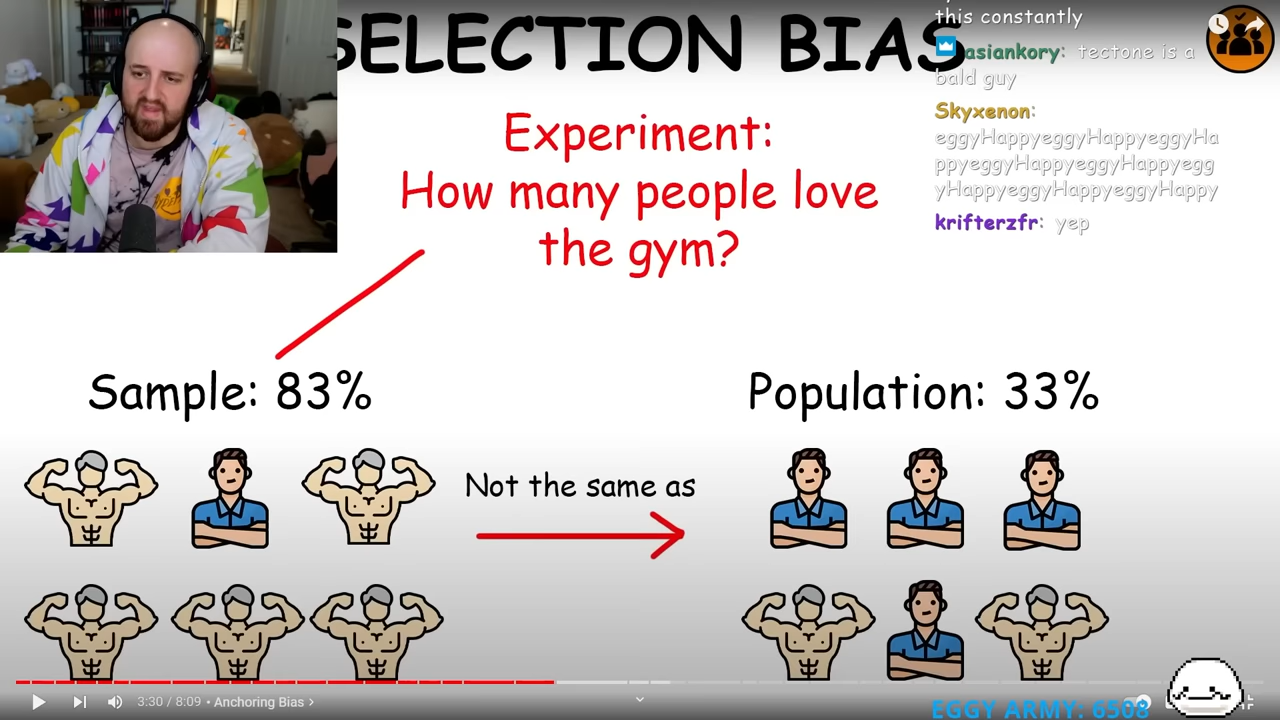 SELECTION BIAS
Experiment:
How many people love
the gym?
Sample: 83%
Population: 33%
Not the same as
this constantly
asiankory: tectone is a
bald guy
Skyxenon:
eggyHappyeggyHappyeggyHa
ppyeggyHappyeggyHappyegg
yHappyeggyHappyeggyHappy
krifterzfr: yep
3:30 / 8:09 • Anchoring Bias >
EGGY ARMY: 6508